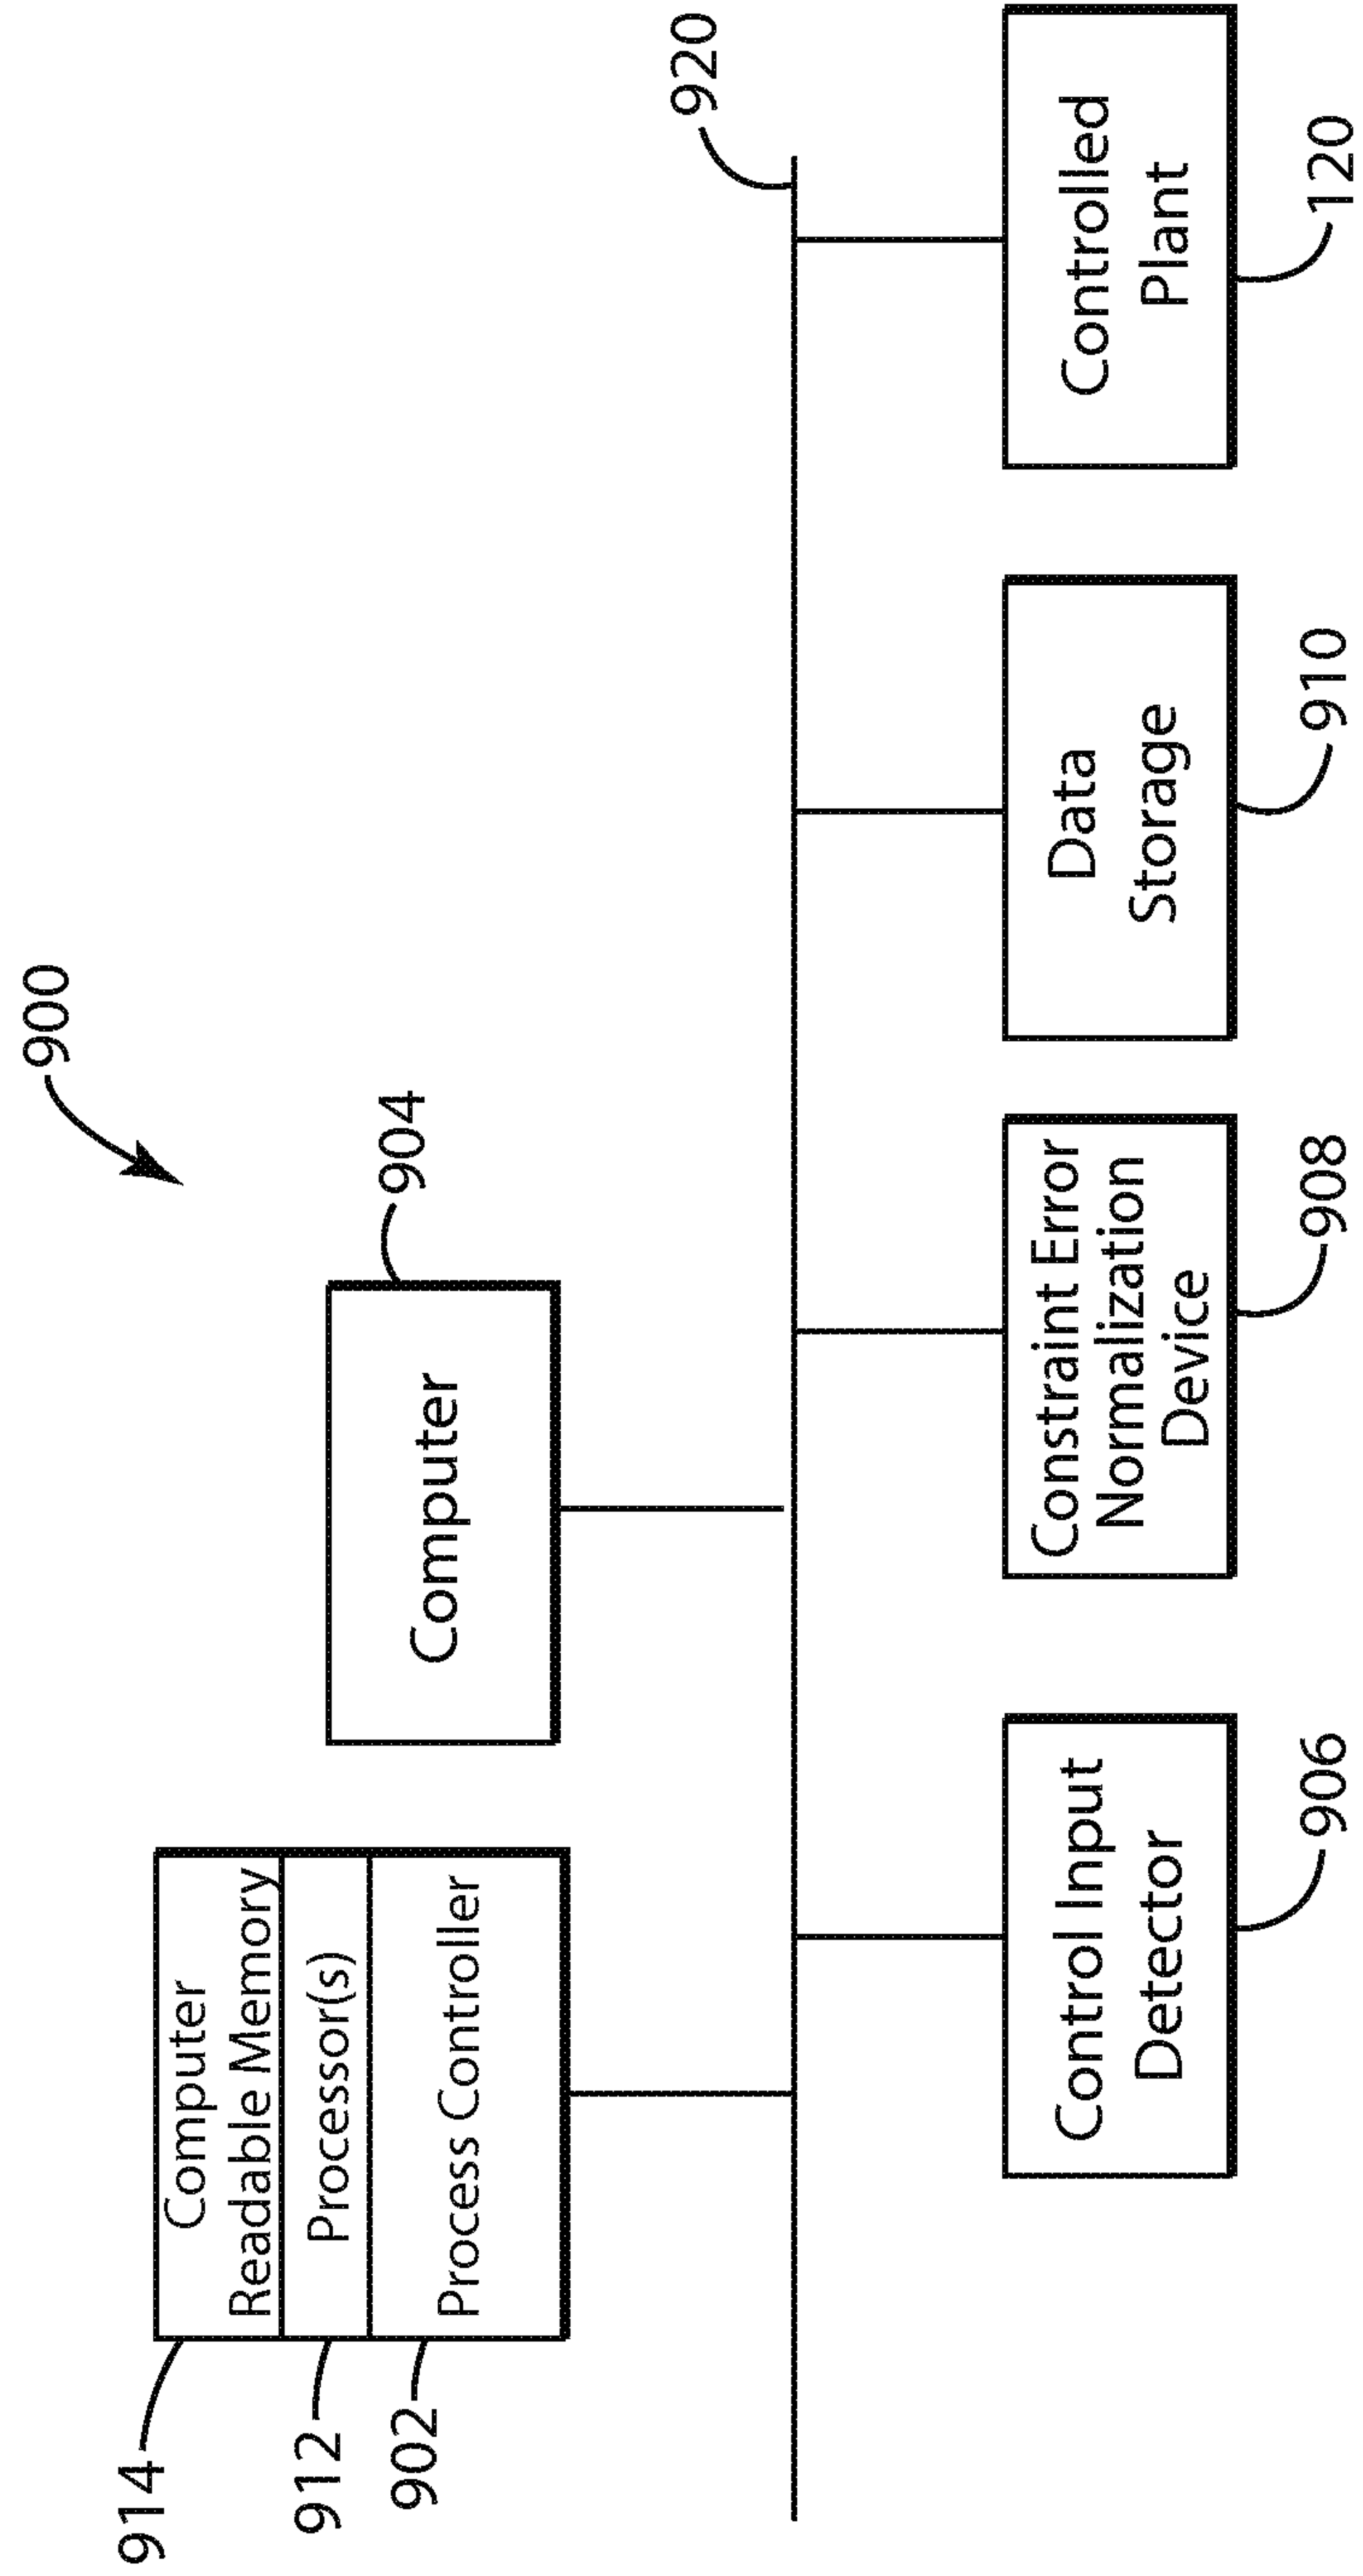 900
914
Computer
Readable Memory
912
Processor(s)
902
Process Controller
904
Computer
920
Control Input
Detector
906
Constraint Error
Normalization
Device
908
Data
Storage
910
Controlled
Plant
120